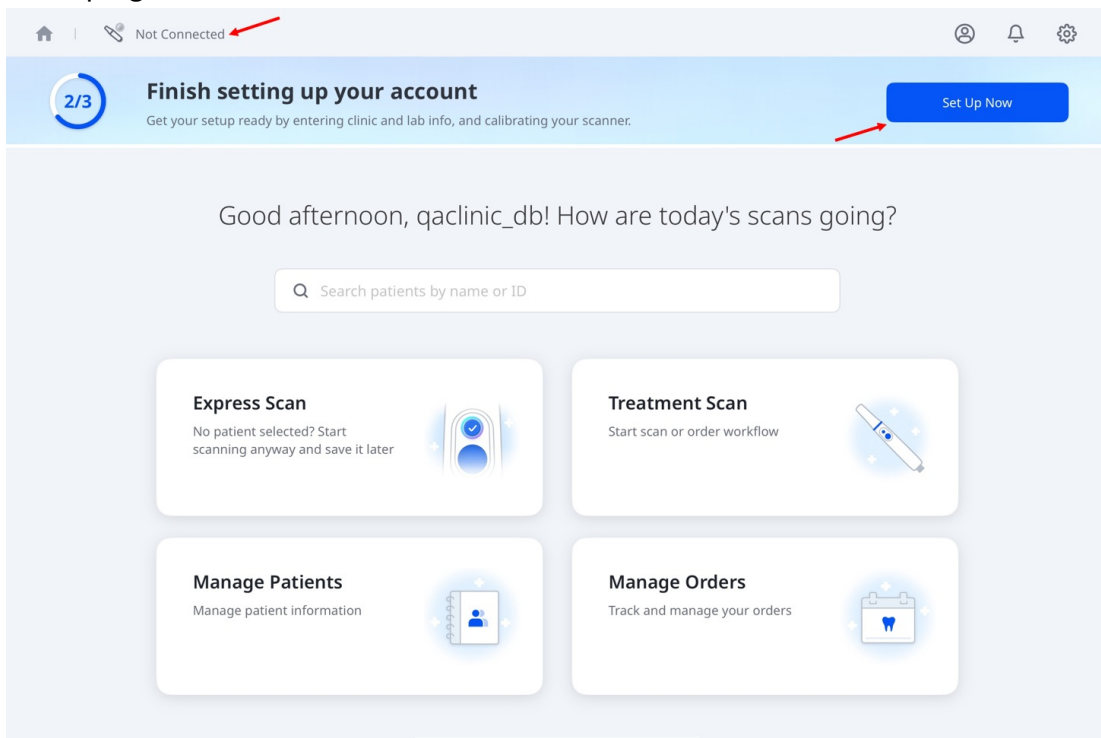 Not Connected
2/3
Finish setting up your account
Get your setup ready by entering clinic and lab info, and calibrating your scanner.
Set Up Now
Good afternoon, qaclinic_db! How are today's scans going?
Search patients by name or ID
Express Scan
No patient selected? Start
scanning anyway and save it later
Treatment Scan
Start scan or order workflow
Manage Patients
Manage patient information
Manage Orders
Track and manage your orders